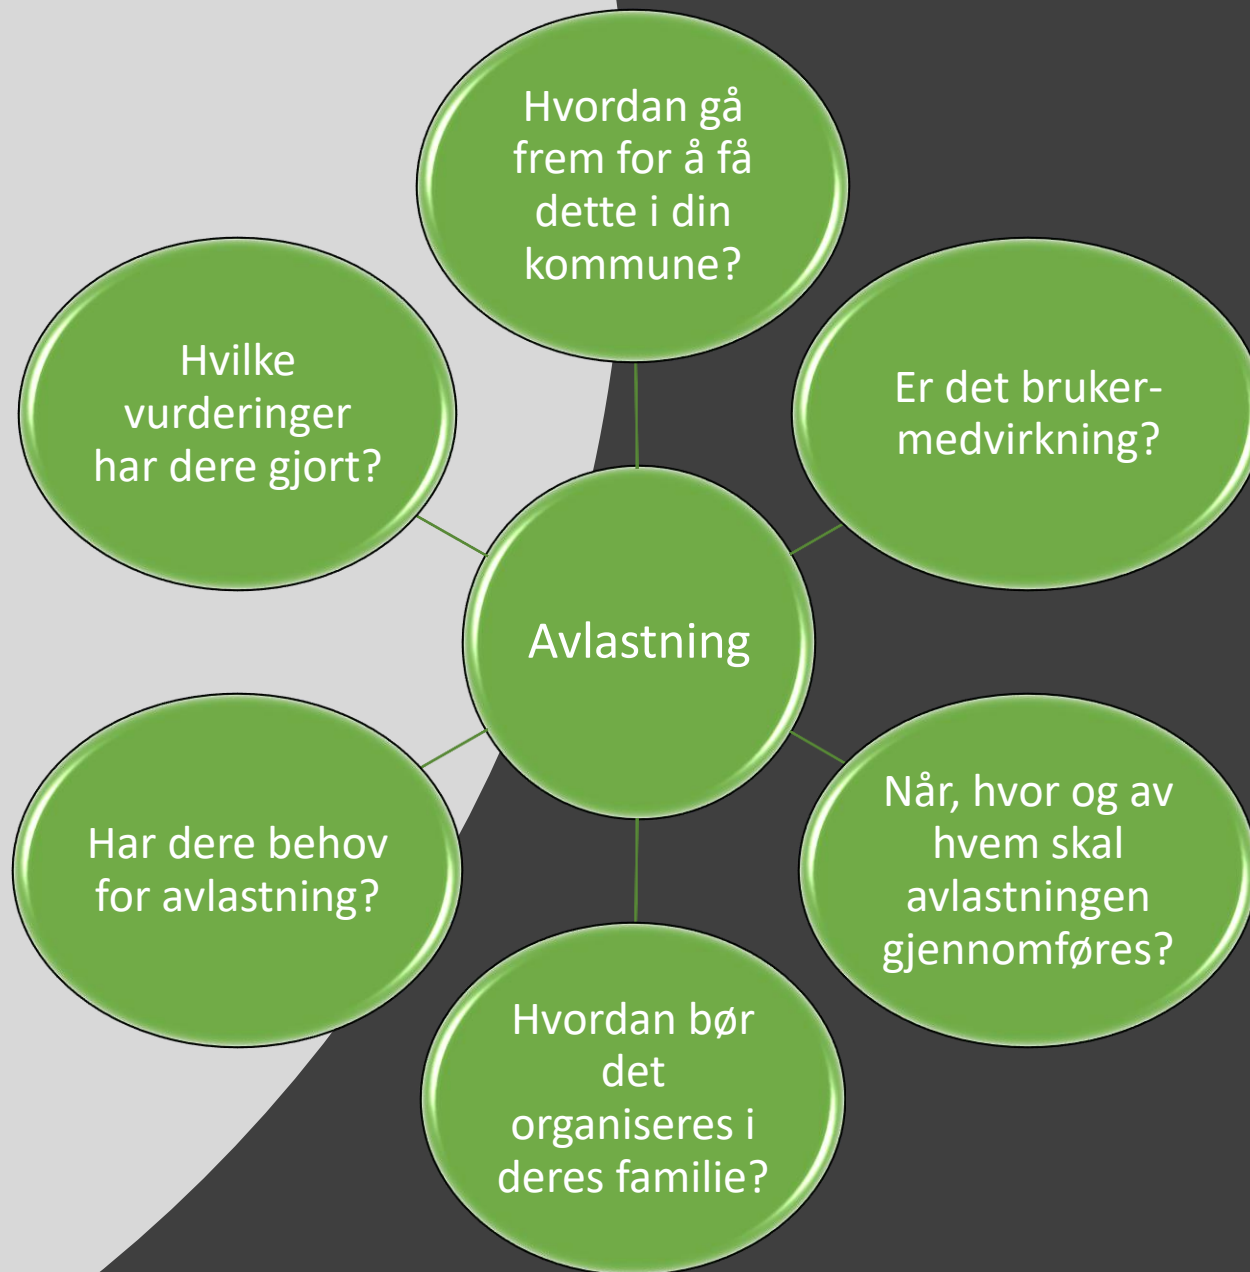 Hvordan gå
frem for å få
dette i din
kommune?
Er det bruker-
medvirkning?
Når, hvor og av
hvem skal
avlastningen
gjennomføres?
Hvordan bør
det
organiseres i
deres familie?
Har dere behov
for avlastning?
Hvilke
vurderinger
har dere gjort?
Avlastning